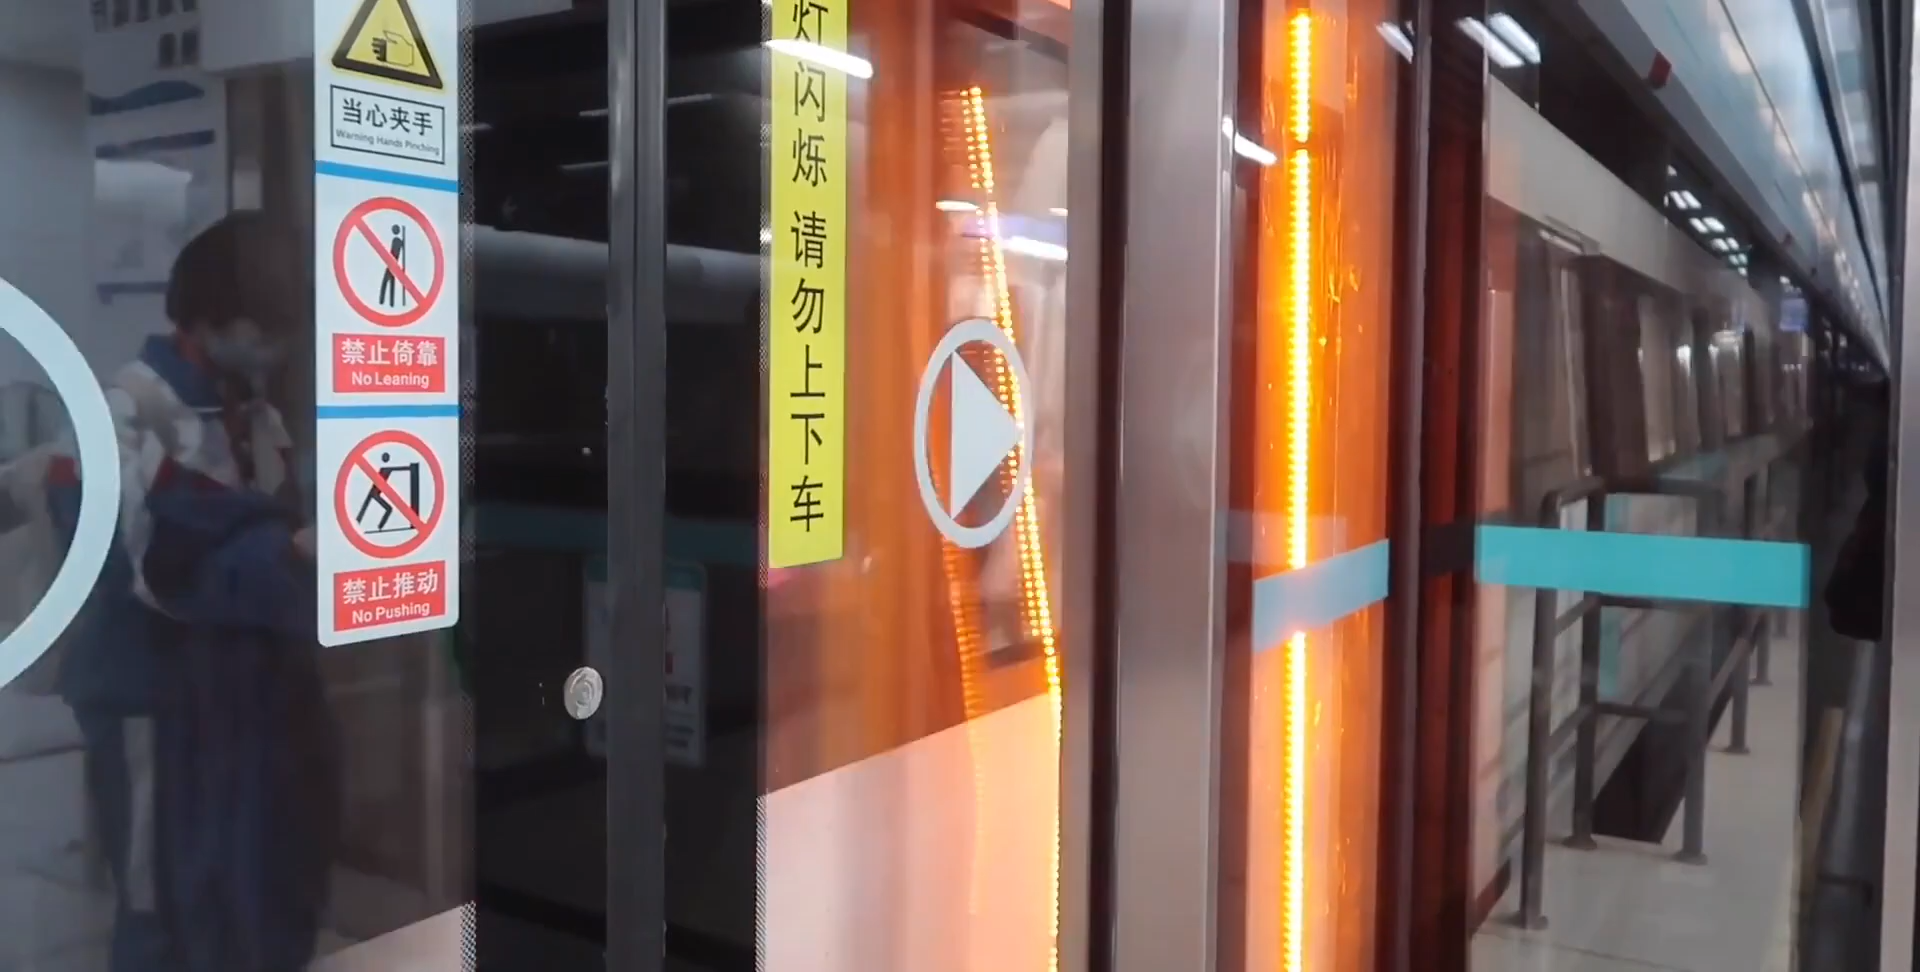 当心夹手
Warning Hands Pinching
禁止倚靠
No Leaning
禁止推动
No Pushing
灯闪烁 请勿上下车